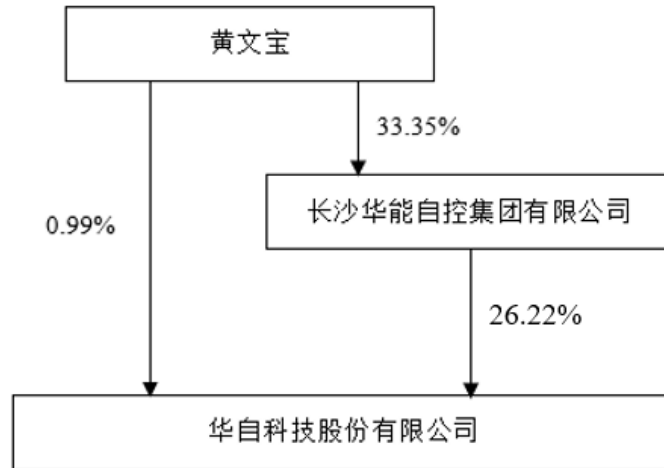 黄文宝
33.35%
长沙华能自控集团有限公司
0.99%
26.22%
华自科技股份有限公司